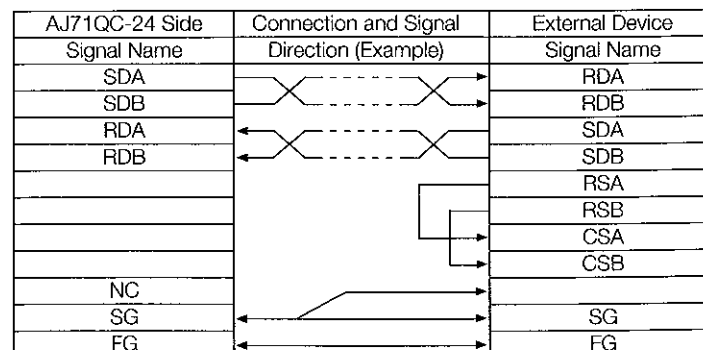 AJ71QC-24 Side Connection and Signal External Device
Signal Name Direction (Example) Signal Name
SDA RDA
SDB RDB
RDA SDA
RDB SDB
RSA
RSB
CSA
CSB
NC
SG SG
FG FG